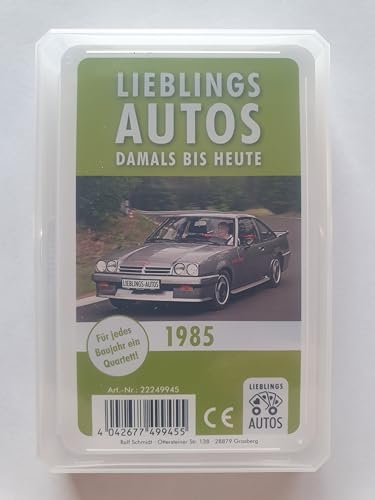 LIEBLINGS
AUTOS
DAMALS BIS HEUTE
LIEBLINGS-AUTOS
Für jedes
Baujahr ein
Quartett!
1985
Art.-Nr.: 22249945
4 042677 499455
CE
LIEBLINGS
AUTOS
Ralf Schmidt · Ottersteiner Str. 138 · 28879 Grasberg